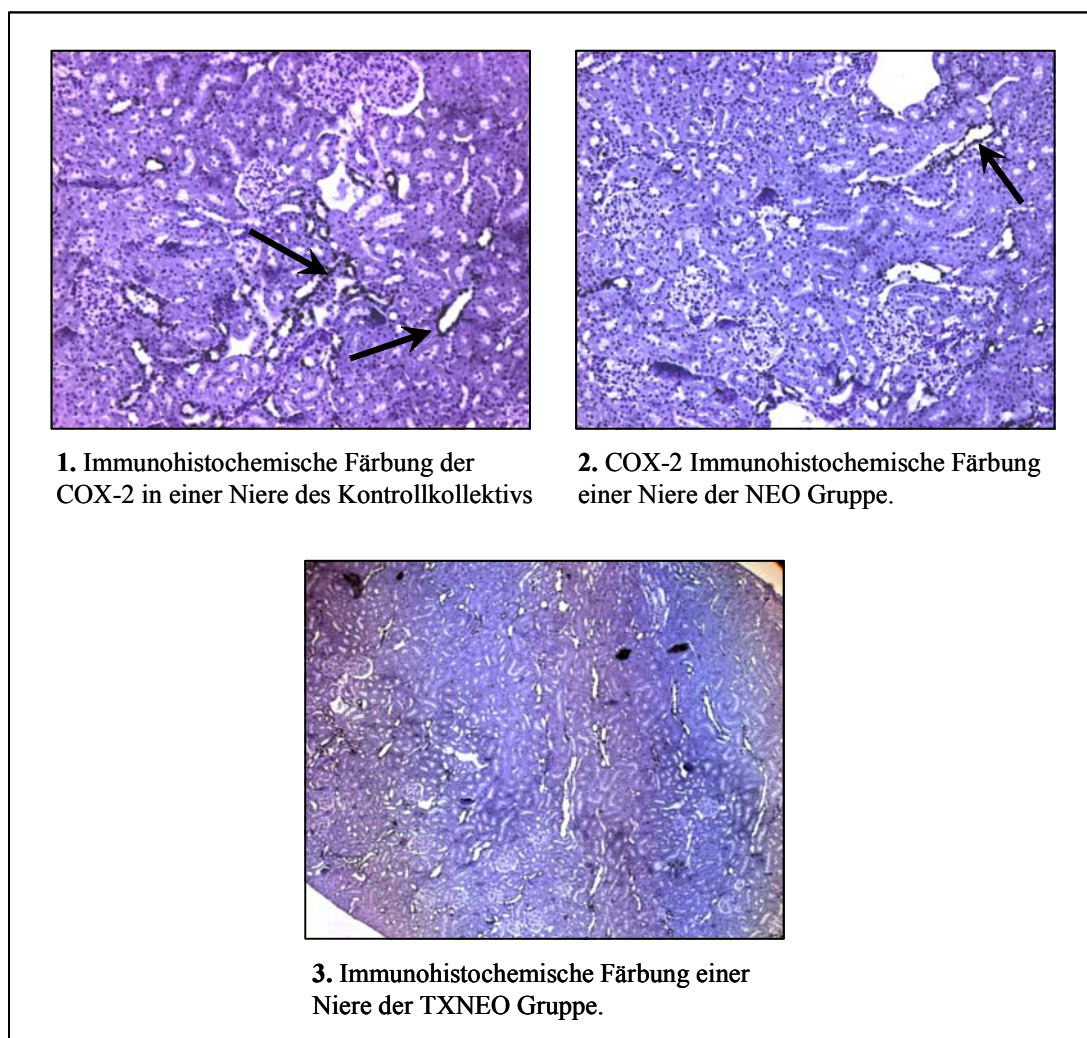 1. Immunohistochemische Färbung der
COX-2 in einer Niere des Kontrollkollektivs
2. COX-2 Immunohistochemische Färbung
einer Niere der NEO Gruppe.
3. Immunohistochemische Färbung einer
Niere der TXNEO Gruppe.